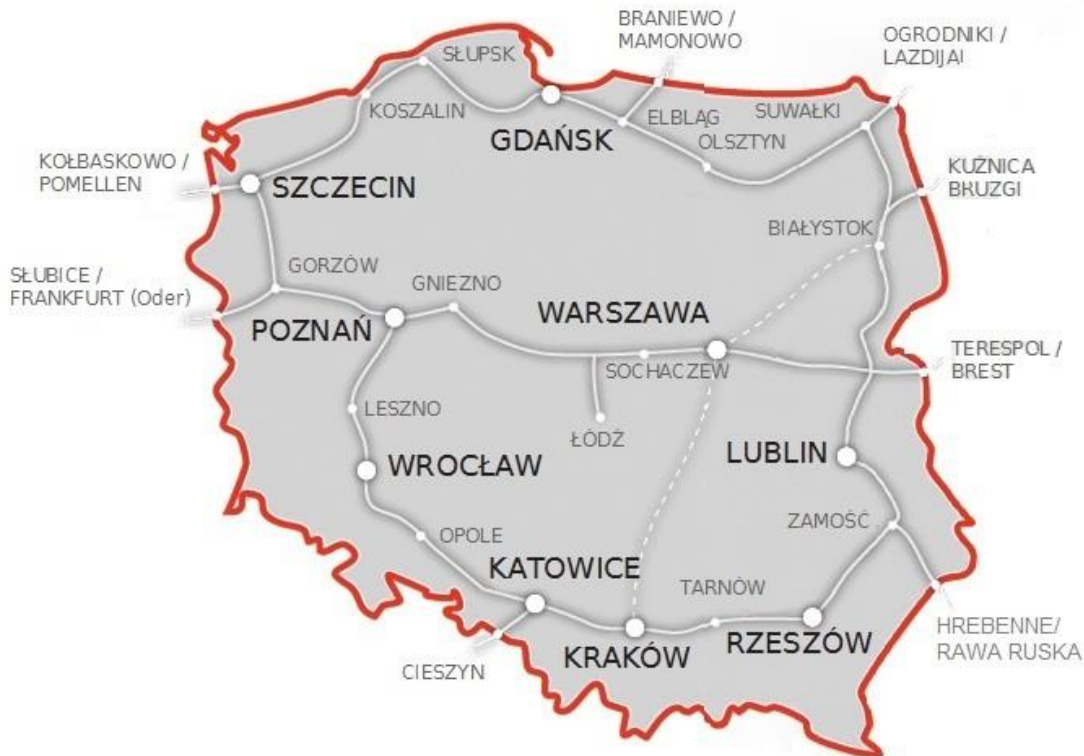 BRANIEWO /
MAMONOWO
OGRODNIKI /
LAZDIJAI
SŁUPSK
KOSZALIN
GDAŃSK
ELBLĄG
SUWAŁKI
OLSZTYN
KOŁBASKOWO /
POMELLEN
SZCZECIN
KUŹNICA
BKUZGI
BIAŁYSTOK
SŁUBICE /
FRANKFURT (Oder)
GORZÓW
GNIEZNO
POZNAŃ
WARSZAWA
SOCHACZEW
TERESPOL /
BREST
LESZNO
ŁÓDŹ
WROCŁAW
LUBLIN
OPOLE
ZAMOŚĆ
KATOWICE
TARNÓW
CIESZYN
KRAKÓW
RZESZÓW
HREBENNE/
RAWA RUSKA